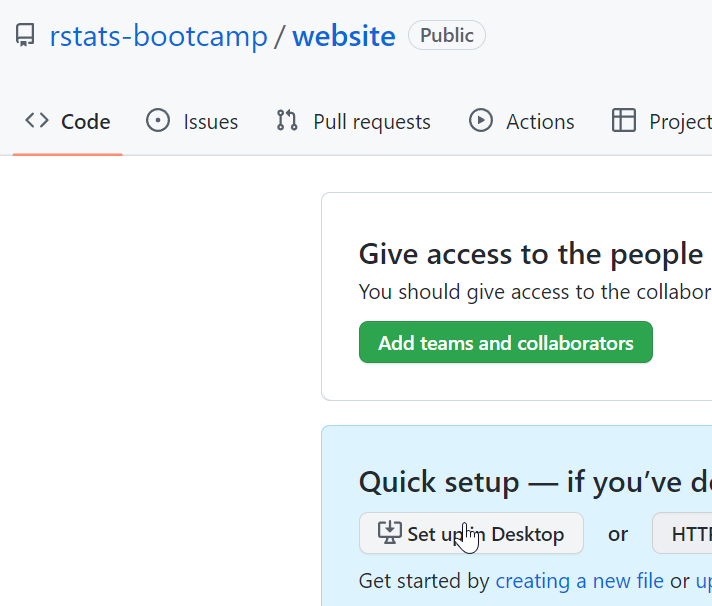 rstats-bootcamp / website Public
Code Issues Pull requests Actions Project
Give access to the people
You should give access to the collabor
Add teams and collaborators
Quick setup — if you’ve d
Set up in Desktop or HTTP
Get started by creating a new file or up